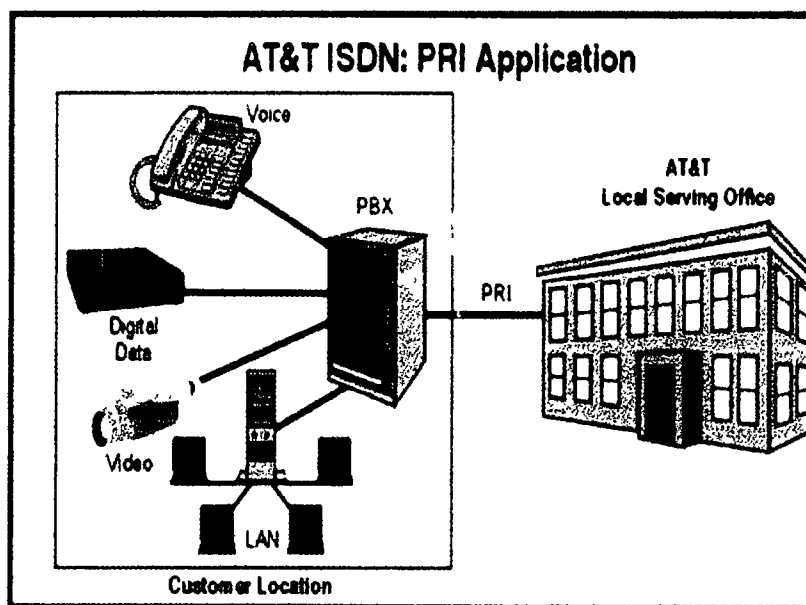 AT&T ISDN: PRI Application
Voice
PBX
AT&T
Local Serving Office
PRI
Digital
Data
Video
LAN
Customer Location